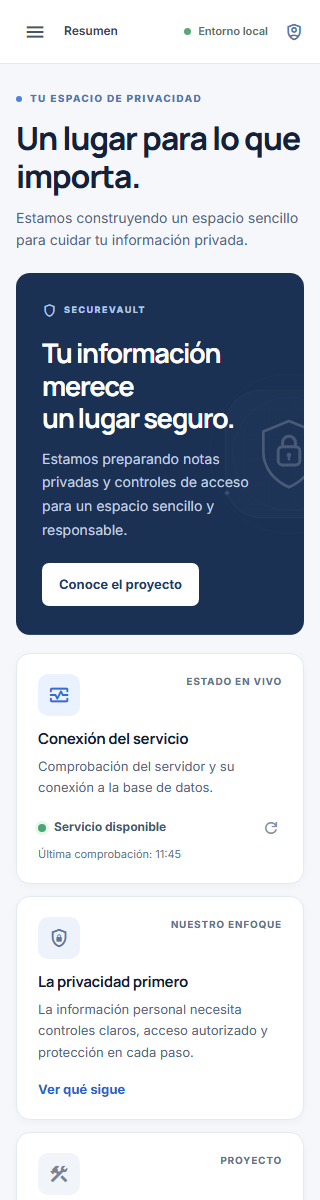 Resumen
Entorno local
TU ESPACIO DE PRIVACIDAD
Un lugar para lo que
importa.
Estamos construyendo un espacio sencillo
para cuidar tu información privada.
SECUREVAULT
Tu información
merece
un lugar seguro.
Estamos preparando notas
privadas y controles de acceso
para un espacio sencillo y
responsable.
Conoce el proyecto
ESTADO EN VIVO
Conexión del servicio
Comprobación del servidor y su
conexión a la base de datos.
Servicio disponible
Última comprobación: 11:45
NUESTRO ENFOQUE
La privacidad primero
La información personal necesita
controles claros, acceso autorizado y
protección en cada paso.
Ver qué sigue
PROYECTO